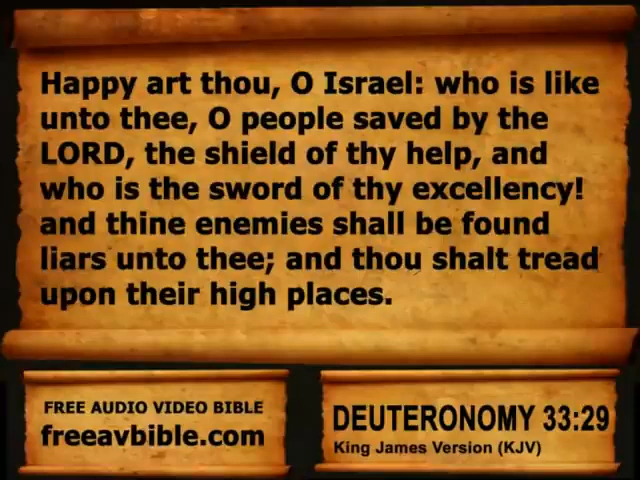 Happy art thou, O Israel: who is like
unto thee, O people saved by the
LORD, the shield of thy help, and
who is the sword of thy excellency!
and thine enemies shall be found
liars unto thee; and thou shalt tread
upon their high places.
FREE AUDIO VIDEO BIBLE
freeavbible.com
DEUTERONOMY 33:29
King James Version (KJV)